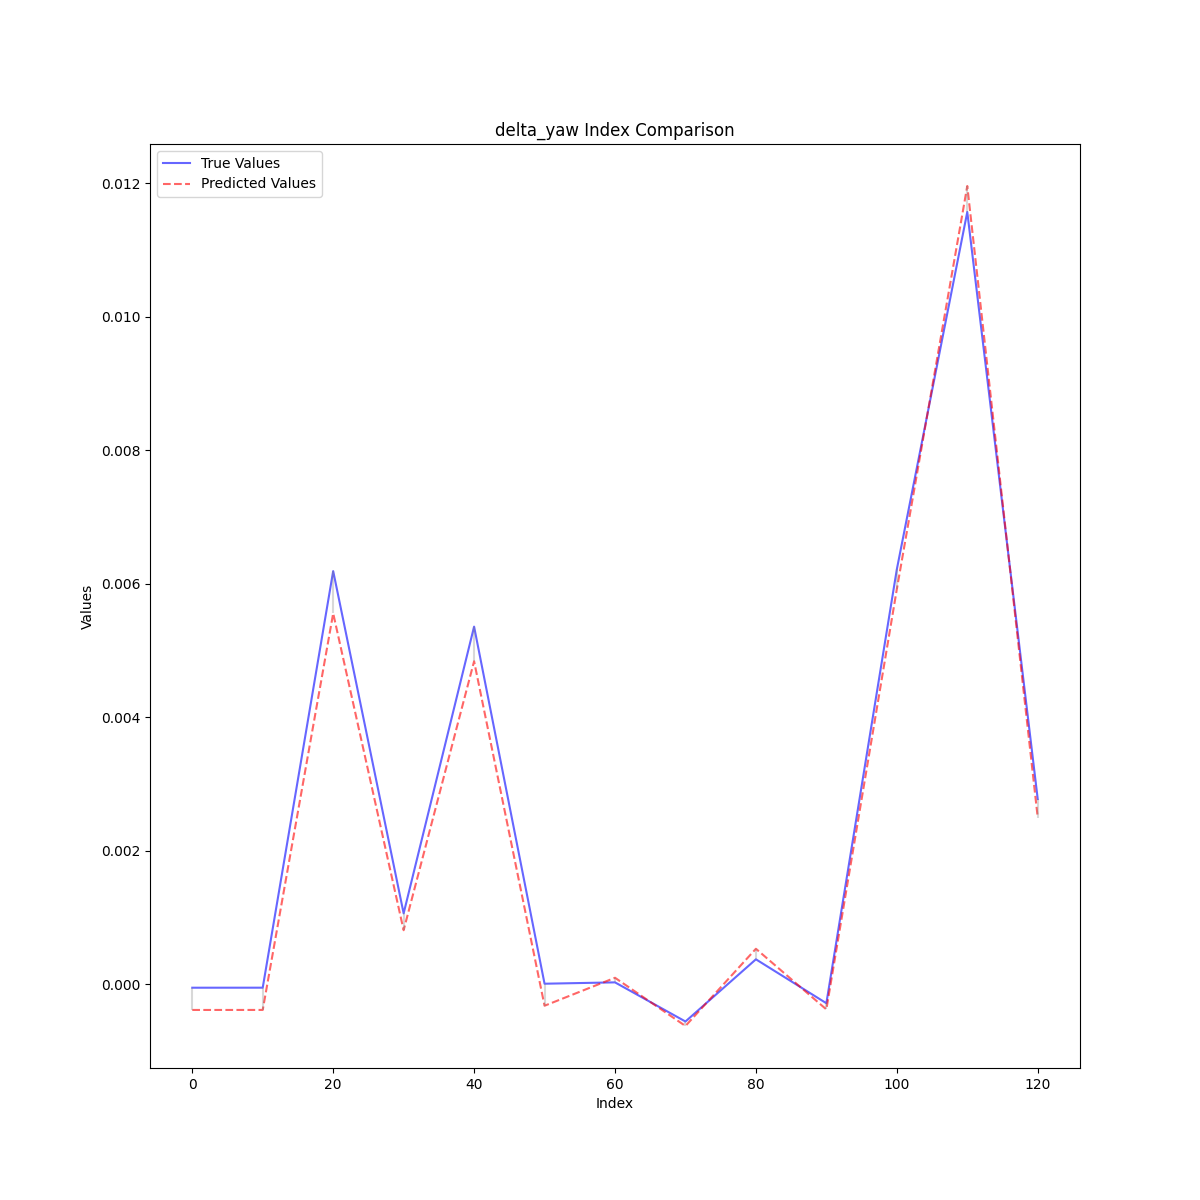 delta_yaw Index Comparison
True Values
Predicted Values
0.012
0.010
0.008
0.006
0.004
0.002
0.000
Values
0 20 40 60 80 100 120
Index